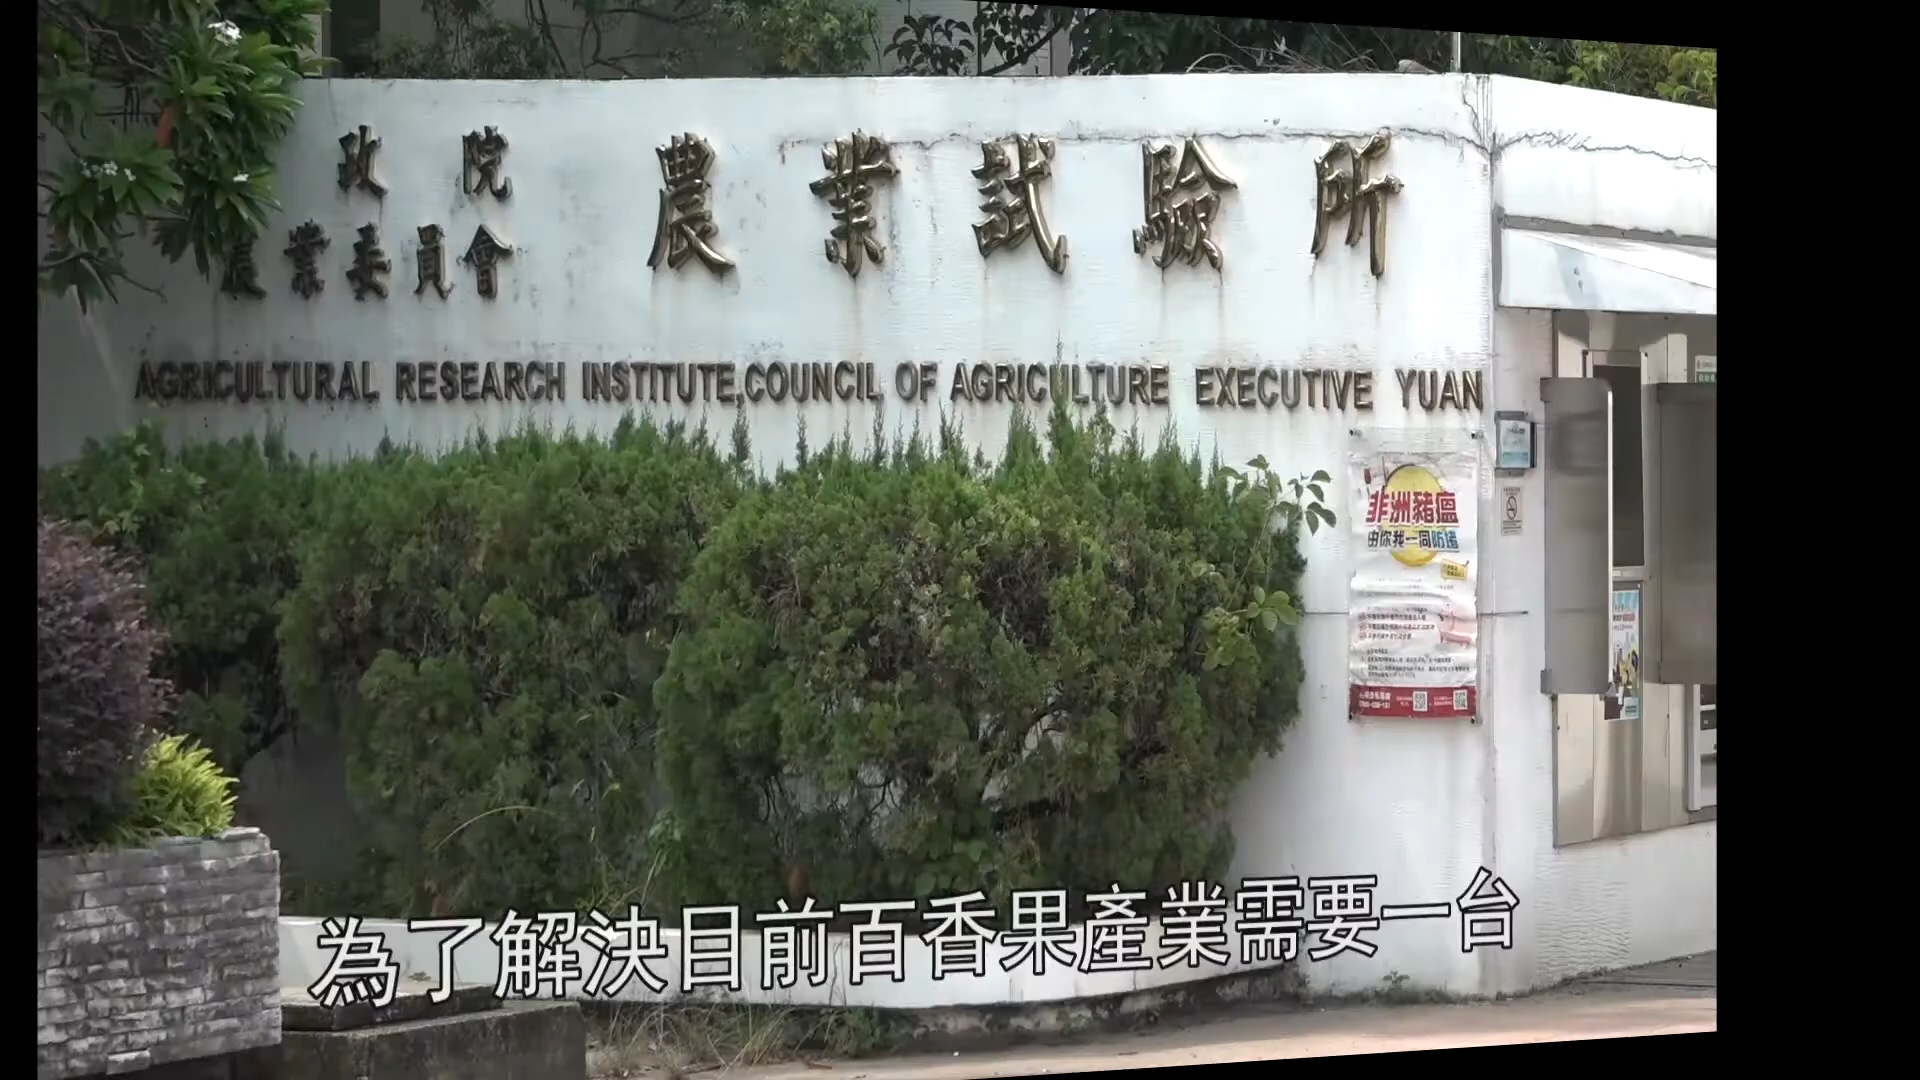 政院
農業委員會
農業試驗所
AGRICULTURAL RESEARCH INSTITUTE,COUNCIL OF AGRICULTURE EXECUTIVE YUAN
非洲豬瘟
由你我一同防堵
為了解決目前百香果產業需要一台